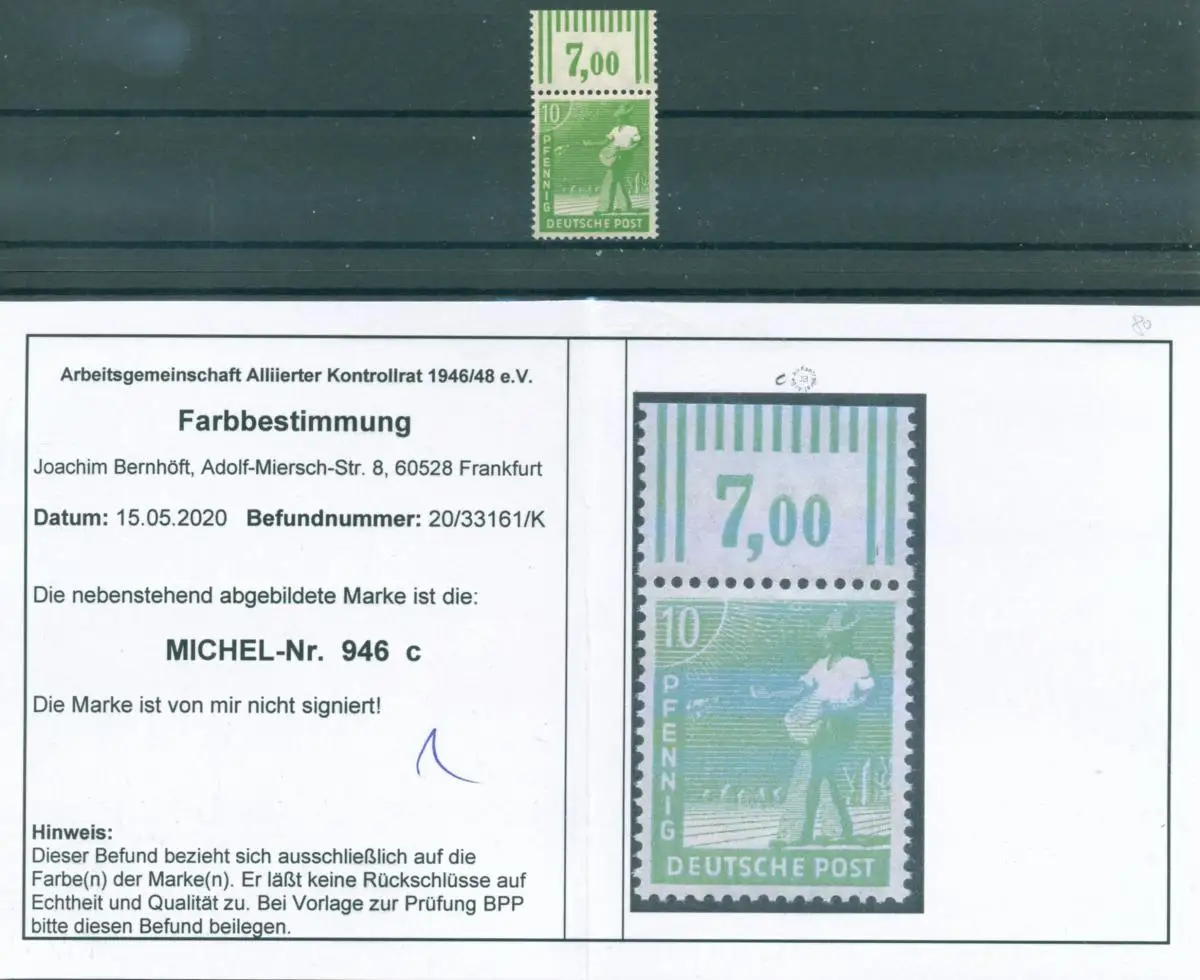 7,00
10
PFENNIG
DEUTSCHE POST
80
Arbeitsgemeinschaft Alliierter Kontrollrat 1946/48 e.V.
Farbbestimmung
Joachim Bernhöft, Adolf-Miersch-Str. 8, 60528 Frankfurt
Datum: 15.05.2020 Befundnummer: 20/33161/K
Die nebenstehend abgebildete Marke ist die:
MICHEL-Nr. 946 c
Die Marke ist von mir nicht signiert!
Hinweis:
Dieser Befund bezieht sich ausschließlich auf die
Farbe(n) der Marke(n). Er läßt keine Rückschlüsse auf
Echtheit und Qualität zu. Bei Vorlage zur Prüfung BPP
bitte diesen Befund beilegen.
c
7,00
10
PFENNIG
DEUTSCHE POST